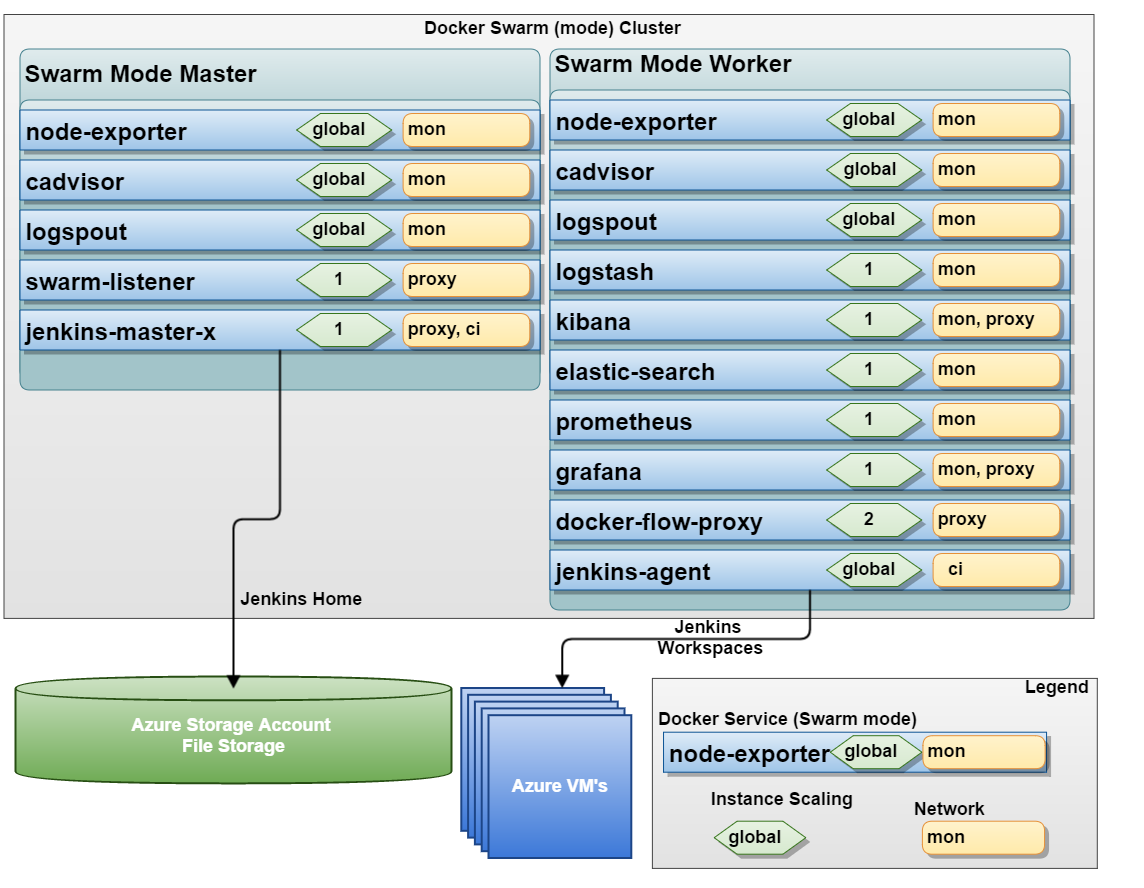 Docker Swarm (mode) Cluster
Swarm Mode Master
node-exporter global mon
cadvisor global mon
logspout global mon
swarm-listener 1 proxy
jenkins-master-x 1 proxy, ci
Swarm Mode Worker
node-exporter global mon
cadvisor global mon
logspout global mon
logstash 1 mon
kibana 1 mon, proxy
elastic-search 1 mon
prometheus 1 mon
grafana 1 mon, proxy
docker-flow-proxy 2 proxy
jenkins-agent global ci
Jenkins Home
Jenkins
Workspaces
Azure Storage Account
File Storage
Azure VM's
Legend
Docker Service (Swarm mode)
node-exporter global mon
Instance Scaling
global
Network
mon